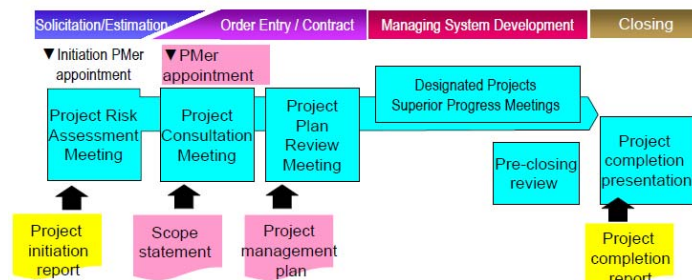 Solicitation/Estimation
Order Entry / Contract
Managing System Development
Closing
▼Initiation PMer
appointment
▼PMer
appointment
Project Risk
Assessment
Meeting
Project
Consultation
Meeting
Project
Plan
Review
Meeting
Designated Projects
Superior Progress Meetings
Pre-closing
review
Project
completion
presentation
Project
initiation
report
Scope
statement
Project
management
plan
Project
completion
report